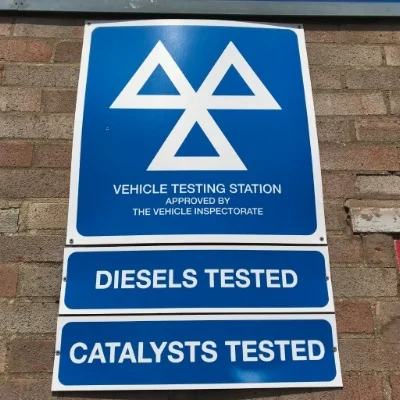 VEHICLE TESTING STATION
APPROVED BY
THE VEHICLE INSPECTORATE
DIESELS TESTED
CATALYSTS TESTED